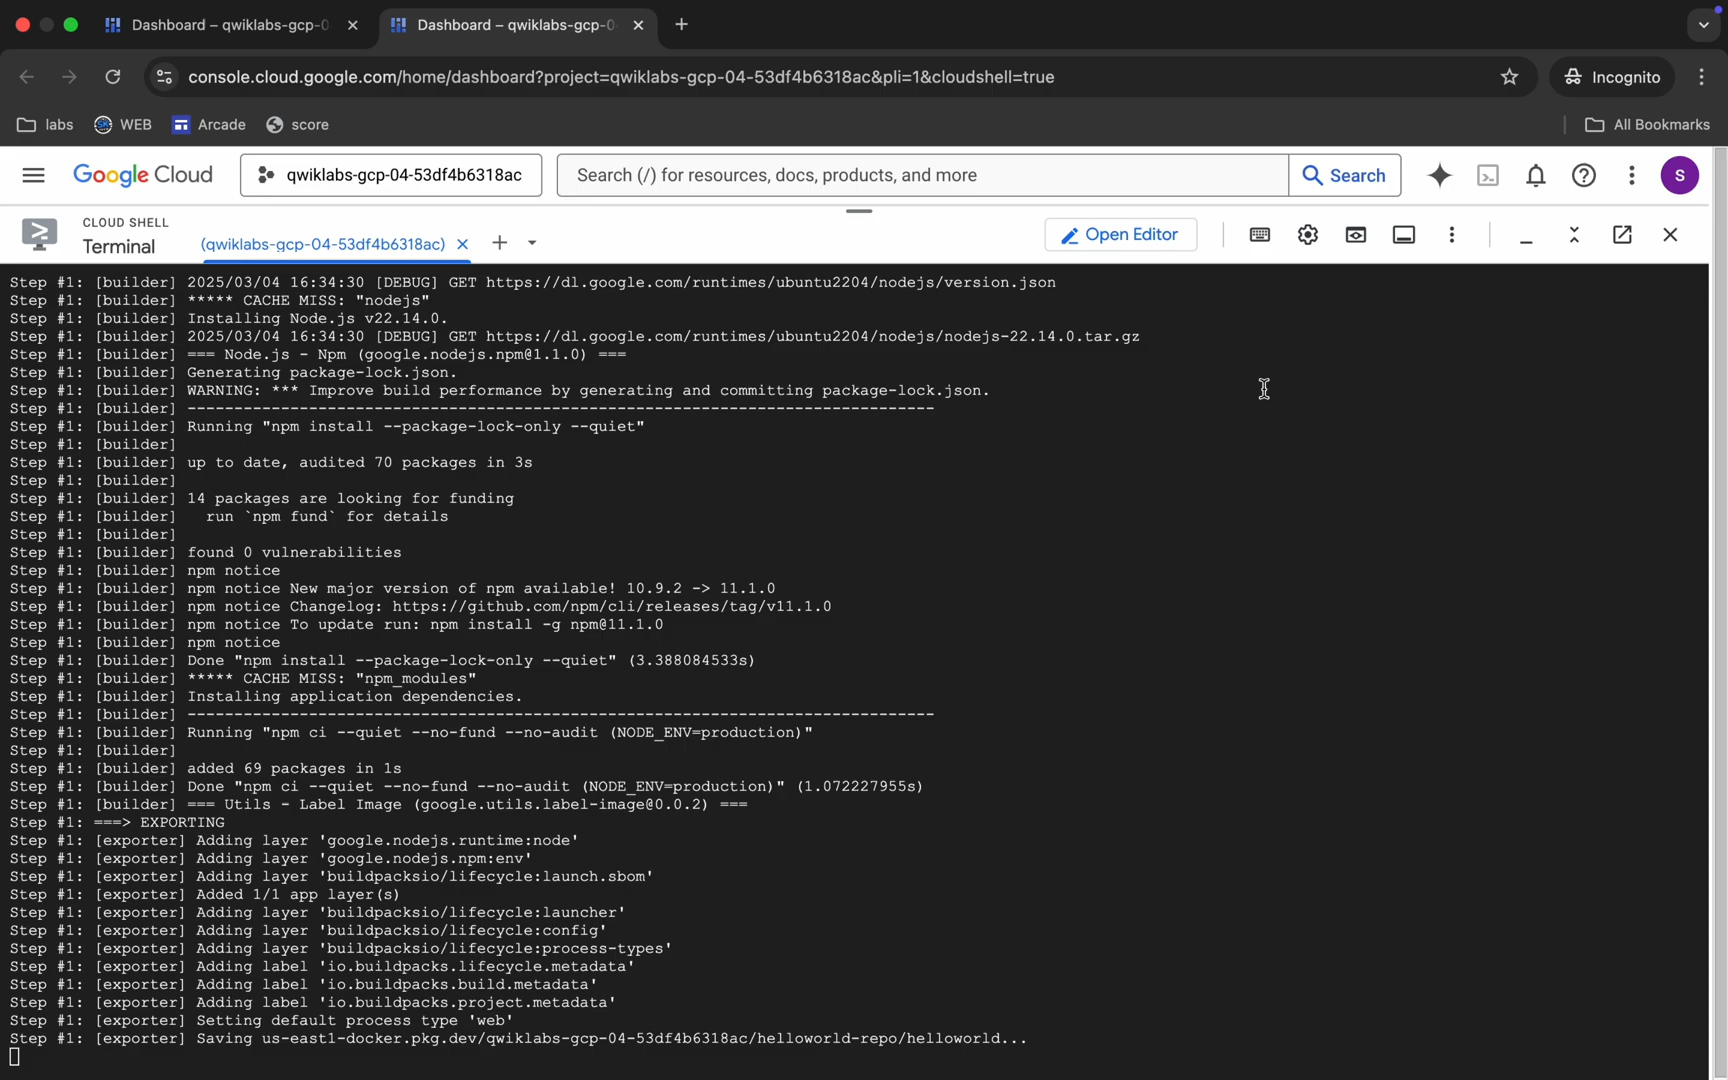 Dashboard – qwiklabs-gcp-0
Dashboard – qwiklabs-gcp-0
console.cloud.google.com/home/dashboard?project=qwiklabs-gcp-04-53df4b6318ac&pli=1&cloudshell=true
Incognito
labs
WEB
Arcade
score
All Bookmarks
Google Cloud
qwiklabs-gcp-04-53df4b6318ac
Search (/) for resources, docs, products, and more
Search
S
CLOUD SHELL
Terminal
(qwiklabs-gcp-04-53df4b6318ac)
Open Editor
Step #1: [builder] 2025/03/04 16:34:30 [DEBUG] GET https://dl.google.com/runtimes/ubuntu2204/nodejs/version.json
Step #1: [builder] ***** CACHE MISS: "nodejs"
Step #1: [builder] Installing Node.js v22.14.0.
Step #1: [builder] 2025/03/04 16:34:30 [DEBUG] GET https://dl.google.com/runtimes/ubuntu2204/nodejs/nodejs-22.14.0.tar.gz
Step #1: [builder] === Node.js - Npm (google.nodejs.npm@1.1.0) ===
Step #1: [builder] Generating package-lock.json.
Step #1: [builder] WARNING: *** Improve build performance by generating and committing package-lock.json.
Step #1: [builder] --------------------------------------------------------------------------------
Step #1: [builder] Running "npm install --package-lock-only --quiet"
Step #1: [builder]
Step #1: [builder] up to date, audited 70 packages in 3s
Step #1: [builder]
Step #1: [builder] 14 packages are looking for funding
Step #1: [builder]   run `npm fund` for details
Step #1: [builder]
Step #1: [builder] found 0 vulnerabilities
Step #1: [builder] npm notice
Step #1: [builder] npm notice New major version of npm available! 10.9.2 -> 11.1.0
Step #1: [builder] npm notice Changelog: https://github.com/npm/cli/releases/tag/v11.1.0
Step #1: [builder] npm notice To update run: npm install -g npm@11.1.0
Step #1: [builder] npm notice
Step #1: [builder] Done "npm install --package-lock-only --quiet" (3.388084533s)
Step #1: [builder] ***** CACHE MISS: "npm_modules"
Step #1: [builder] Installing application dependencies.
Step #1: [builder] --------------------------------------------------------------------------------
Step #1: [builder] Running "npm ci --quiet --no-fund --no-audit (NODE_ENV=production)"
Step #1: [builder]
Step #1: [builder] added 69 packages in 1s
Step #1: [builder] Done "npm ci --quiet --no-fund --no-audit (NODE_ENV=production)" (1.072227955s)
Step #1: [builder] === Utils - Label Image (google.utils.label-image@0.0.2) ===
Step #1: ===> EXPORTING
Step #1: [exporter] Adding layer 'google.nodejs.runtime:node'
Step #1: [exporter] Adding layer 'google.nodejs.npm:env'
Step #1: [exporter] Adding layer 'buildpacksio/lifecycle:launch.sbom'
Step #1: [exporter] Added 1/1 app layer(s)
Step #1: [exporter] Adding layer 'buildpacksio/lifecycle:launcher'
Step #1: [exporter] Adding layer 'buildpacksio/lifecycle:config'
Step #1: [exporter] Adding layer 'buildpacksio/lifecycle:process-types'
Step #1: [exporter] Adding label 'io.buildpacks.lifecycle.metadata'
Step #1: [exporter] Adding label 'io.buildpacks.build.metadata'
Step #1: [exporter] Adding label 'io.buildpacks.project.metadata'
Step #1: [exporter] Setting default process type 'web'
Step #1: [exporter] Saving us-east1-docker.pkg.dev/qwiklabs-gcp-04-53df4b6318ac/helloworld-repo/helloworld...